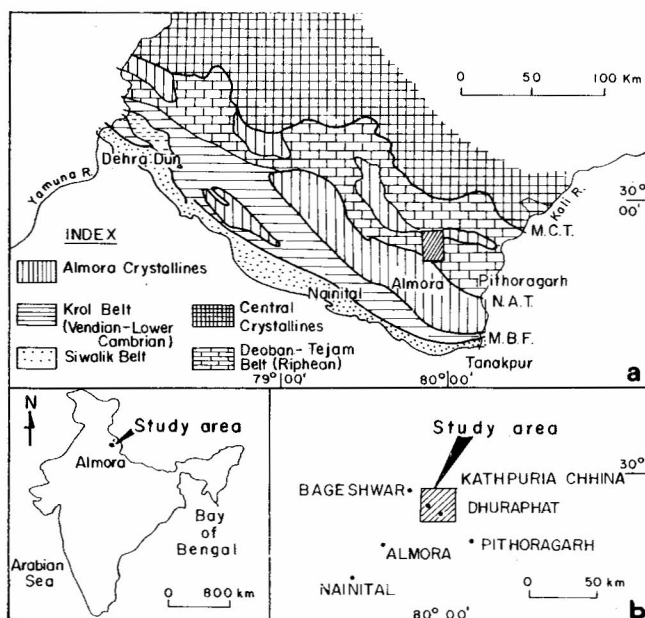 0 50 100 Km
Dehra Dun
Yamuna R.
Kali R.
30°
00'
M.C.T.
INDEX
Almora Crystallines
Almora
Pithoragarh
N.A.T.
Nainital
Krol Belt
(Vendian-Lower
Cambrian)
Central
Crystallines
M.B.F.
Siwalik Belt
Deoban-Tejam
Belt (Riphean)
Tanakpur
79° 00'
80° 00'
a
N
Study area
Almora
Bay
of
Bengal
Arabian
Sea
0 800 km
Study area
30°
KATHPURIA CHHINA
BAGESHWAR
DHURAPHAT
ALMORA
PITHORAGARH
NAINITAL
0 50 km
80° 00'
b